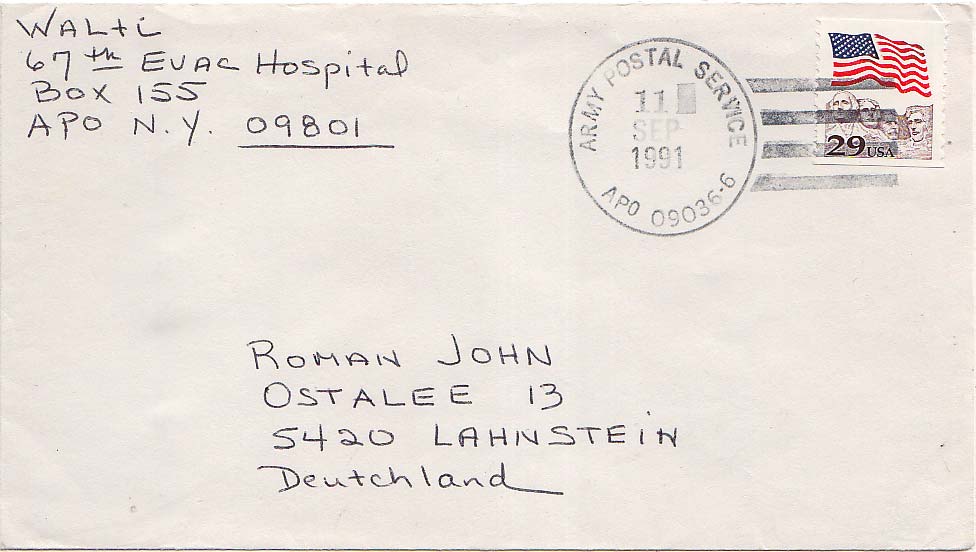 WALTI
67th EVAC Hospital
BOX 155
APO N.Y. 09801
ARMY POSTAL SERVICE
11
SEP
1991
APO 09036-6
29 USA
ROMAN JOHN
OSTALEE 13
5420 LAHNSTEiN
Deutchland